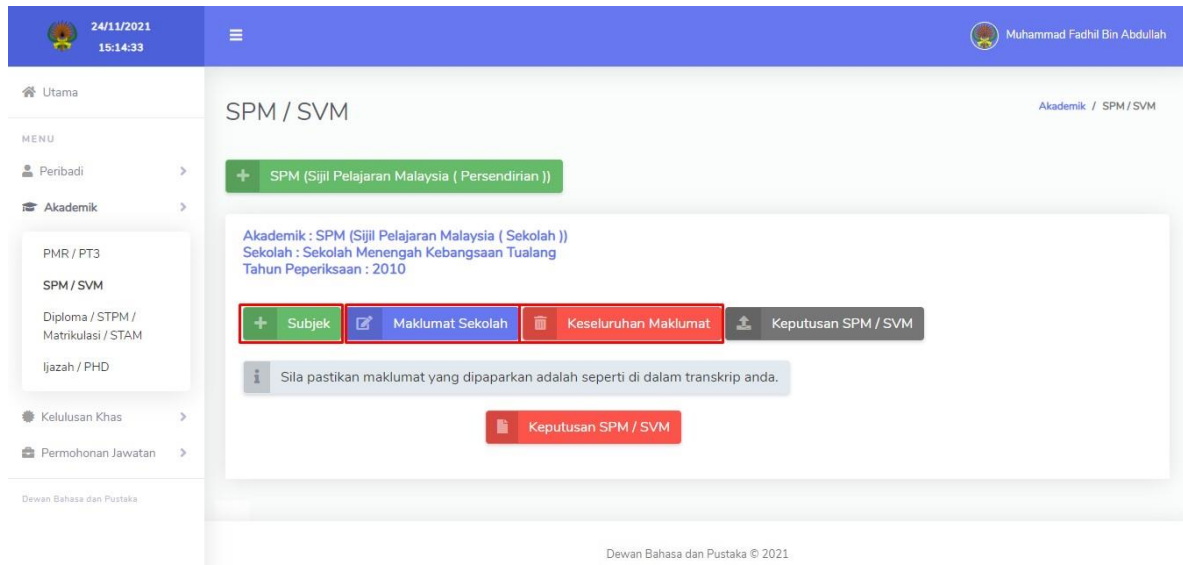 24/11/2021
15:14:33
Muhammad Fadhil Bin Abdullah
Utama
MENU
Peribadi
Akademik
PMR / PT3
SPM / SVM
Diploma / STPM /
Matrikulasi / STAM
Ijazah / PHD
Kelulusan Khas
Permohonan Jawatan
Dewan Bahasa dan Pustaka
SPM / SVM
Akademik / SPM / SVM
SPM (Sijil Pelajaran Malaysia ( Persendirian ))
Akademik : SPM (Sijil Pelajaran Malaysia ( Sekolah ))
Sekolah : Sekolah Menengah Kebangsaan Tualang
Tahun Peperiksaan : 2010
Subjek Maklumat Sekolah Keseluruhan Maklumat Keputusan SPM / SVM
Sila pastikan maklumat yang dipaparkan adalah seperti di dalam transkrip anda.
Keputusan SPM / SVM
Dewan Bahasa dan Pustaka © 2021